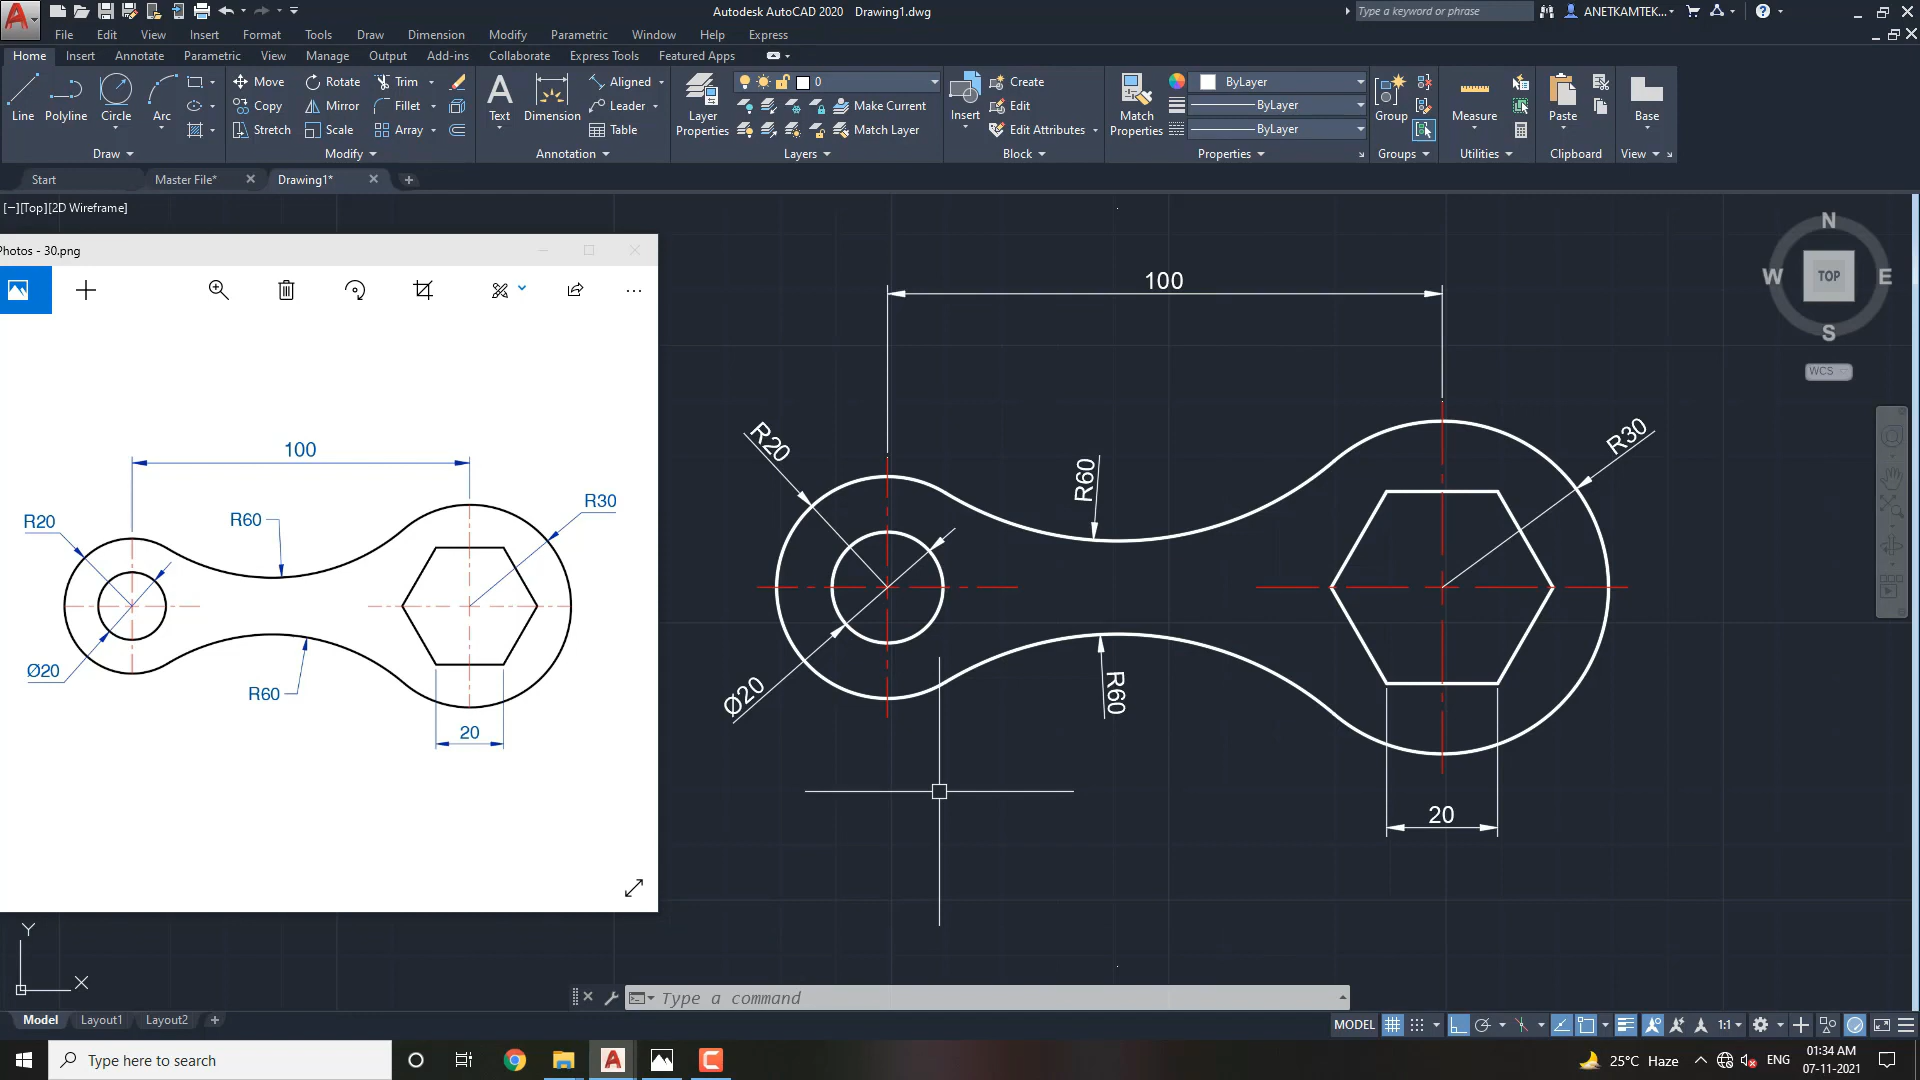 Autodesk AutoCAD 2020 Drawing1.dwg
Type a keyword or phrase
ANETKAMTEK...
File Edit View Insert Format Tools Draw Dimension Modify Parametric Window Help Express
Home Insert Annotate Parametric View Manage Output Add-ins Collaborate Express Tools Featured Apps
Line
Polyline
Circle
Arc
Draw
Move
Rotate
Trim
Copy
Mirror
Fillet
Stretch
Scale
Array
Modify
Text
Dimension
Aligned
Leader
Table
Annotation
Layer
Properties
0
Make Current
Match Layer
Layers
Insert
Create
Edit
Edit Attributes
Block
Match
Properties
ByLayer
ByLayer
ByLayer
Properties
Group
Groups
Measure
Utilities
Paste
Clipboard
Base
View
Start
Master File*
Drawing1*
[−][Top][2D Wireframe]
Photos - 30.png
100
R20
R60
R30
Ø20
R60
20
100
R20
R60
R30
Ø20
R60
20
N
W
TOP
E
S
WCS
Y
X
Type a command
Model
Layout1
Layout2
MODEL
1:1
Type here to search
25°C Haze
ENG
01:34 AM
07-11-2021